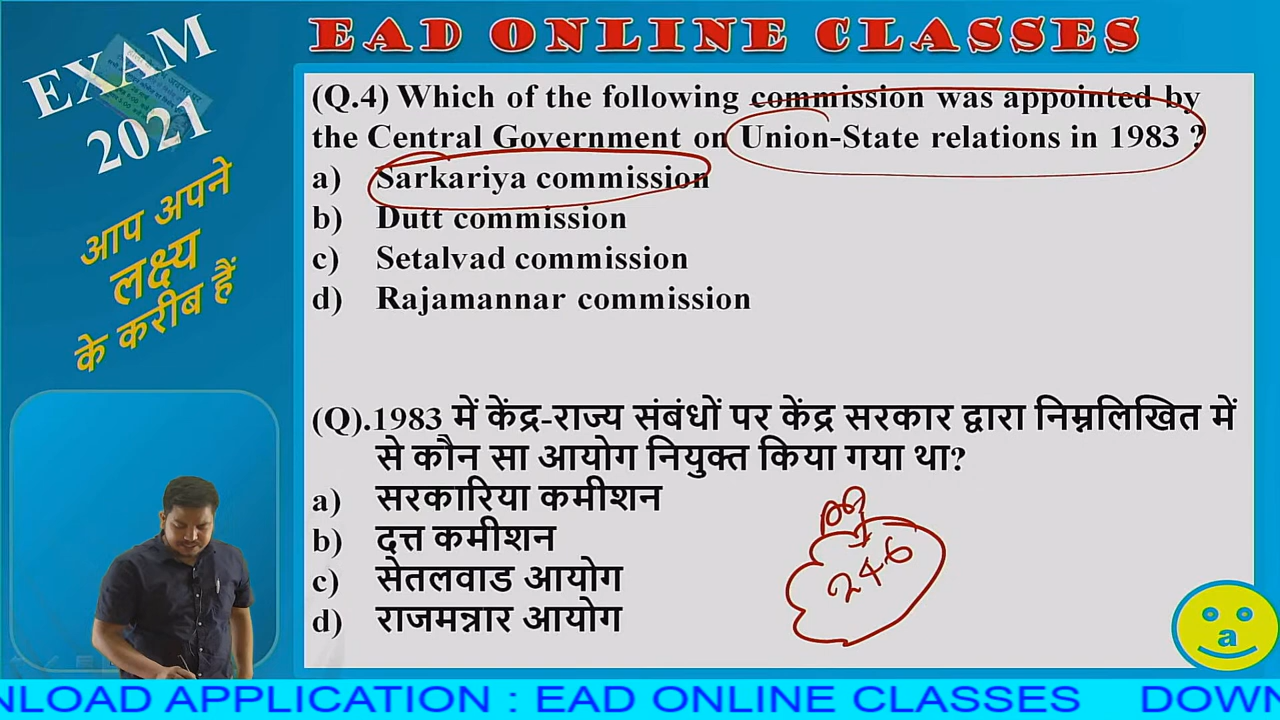 EXAM
2021
आप अपने
लक्ष्य
के करीब हैं
EAD ONLINE CLASSES
(Q.4) Which of the following commission was appointed by
the Central Government on Union-State relations in 1983 ?
a) Sarkariya commission
b) Dutt commission
c) Setalvad commission
d) Rajamannar commission
(Q).1983 में केंद्र-राज्य संबंधों पर केंद्र सरकार द्वारा निम्नलिखित में
से कौन सा आयोग नियुक्त किया गया था?
a) सरकारिया कमीशन
b) दत्त कमीशन
c) सेतलवाड आयोग
d) राजमन्नार आयोग
246
a
NLOAD APPLICATION : EAD ONLINE CLASSES DOWN